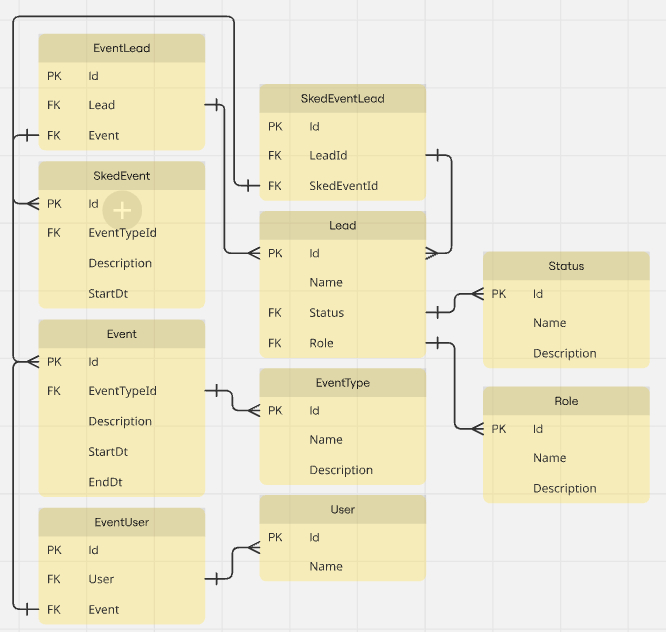 EventLead
PK Id
FK Lead
FK Event
SkedEvent
PK Id
FK EventTypeId
Description
StartDt
Event
PK Id
FK EventTypeId
Description
StartDt
EndDt
EventUser
PK Id
FK User
FK Event
SkedEventLead
PK Id
FK LeadId
FK SkedEventId
Lead
PK Id
Name
FK Status
FK Role
EventType
PK Id
Name
Description
User
PK Id
Name
Status
PK Id
Name
Description
Role
PK Id
Name
Description